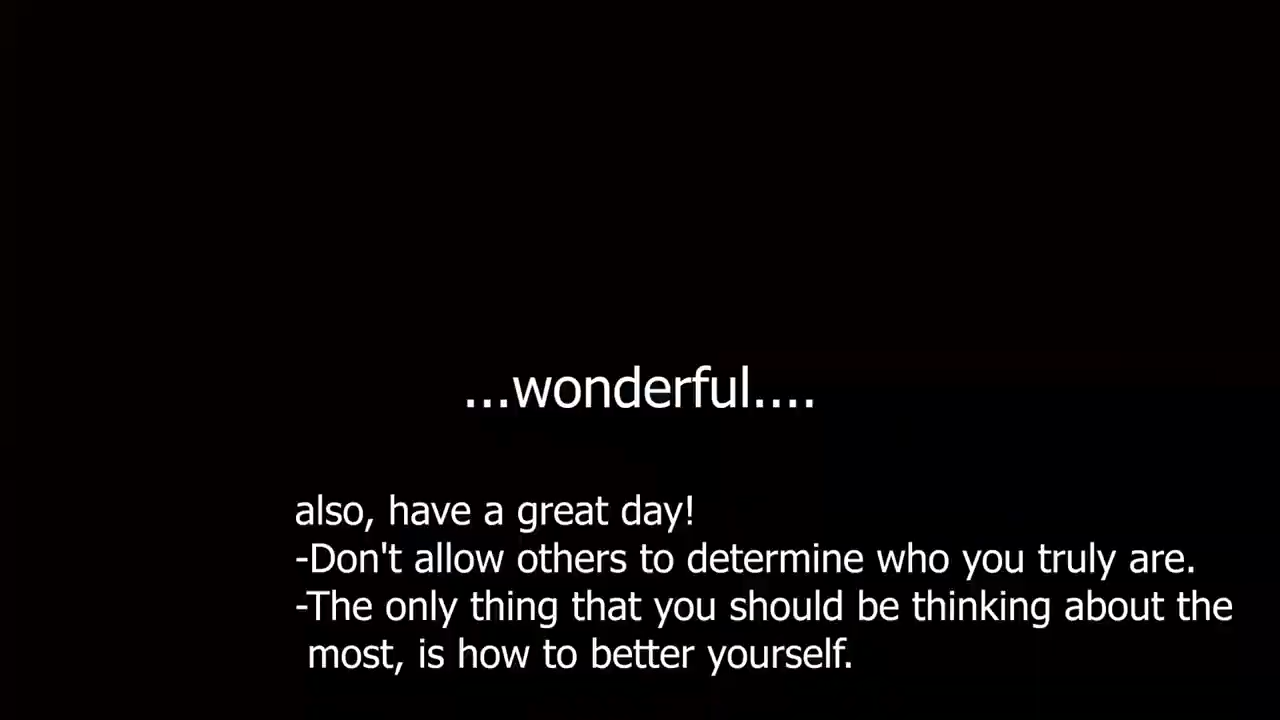 ...wonderful....
also, have a great day!
-Don't allow others to determine who you truly are.
-The only thing that you should be thinking about the
most, is how to better yourself.